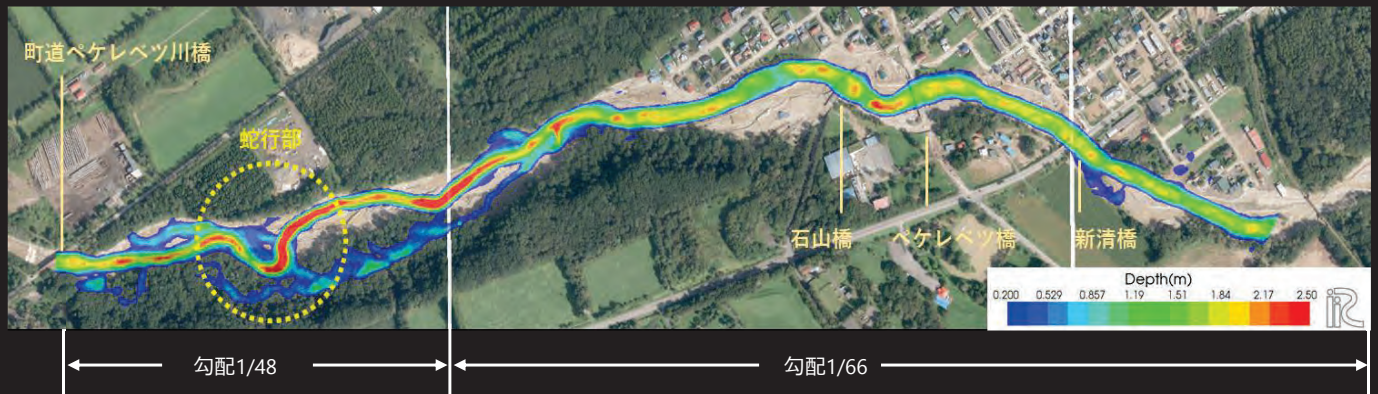 町道ペケレベツ川橋
蛇行部
石山橋
ペケレベツ橋
新清橋
Depth(m)
0.200 0.529 0.857 1.19 1.51 1.84 2.17 2.50
iRIC
勾配1/48
勾配1/66